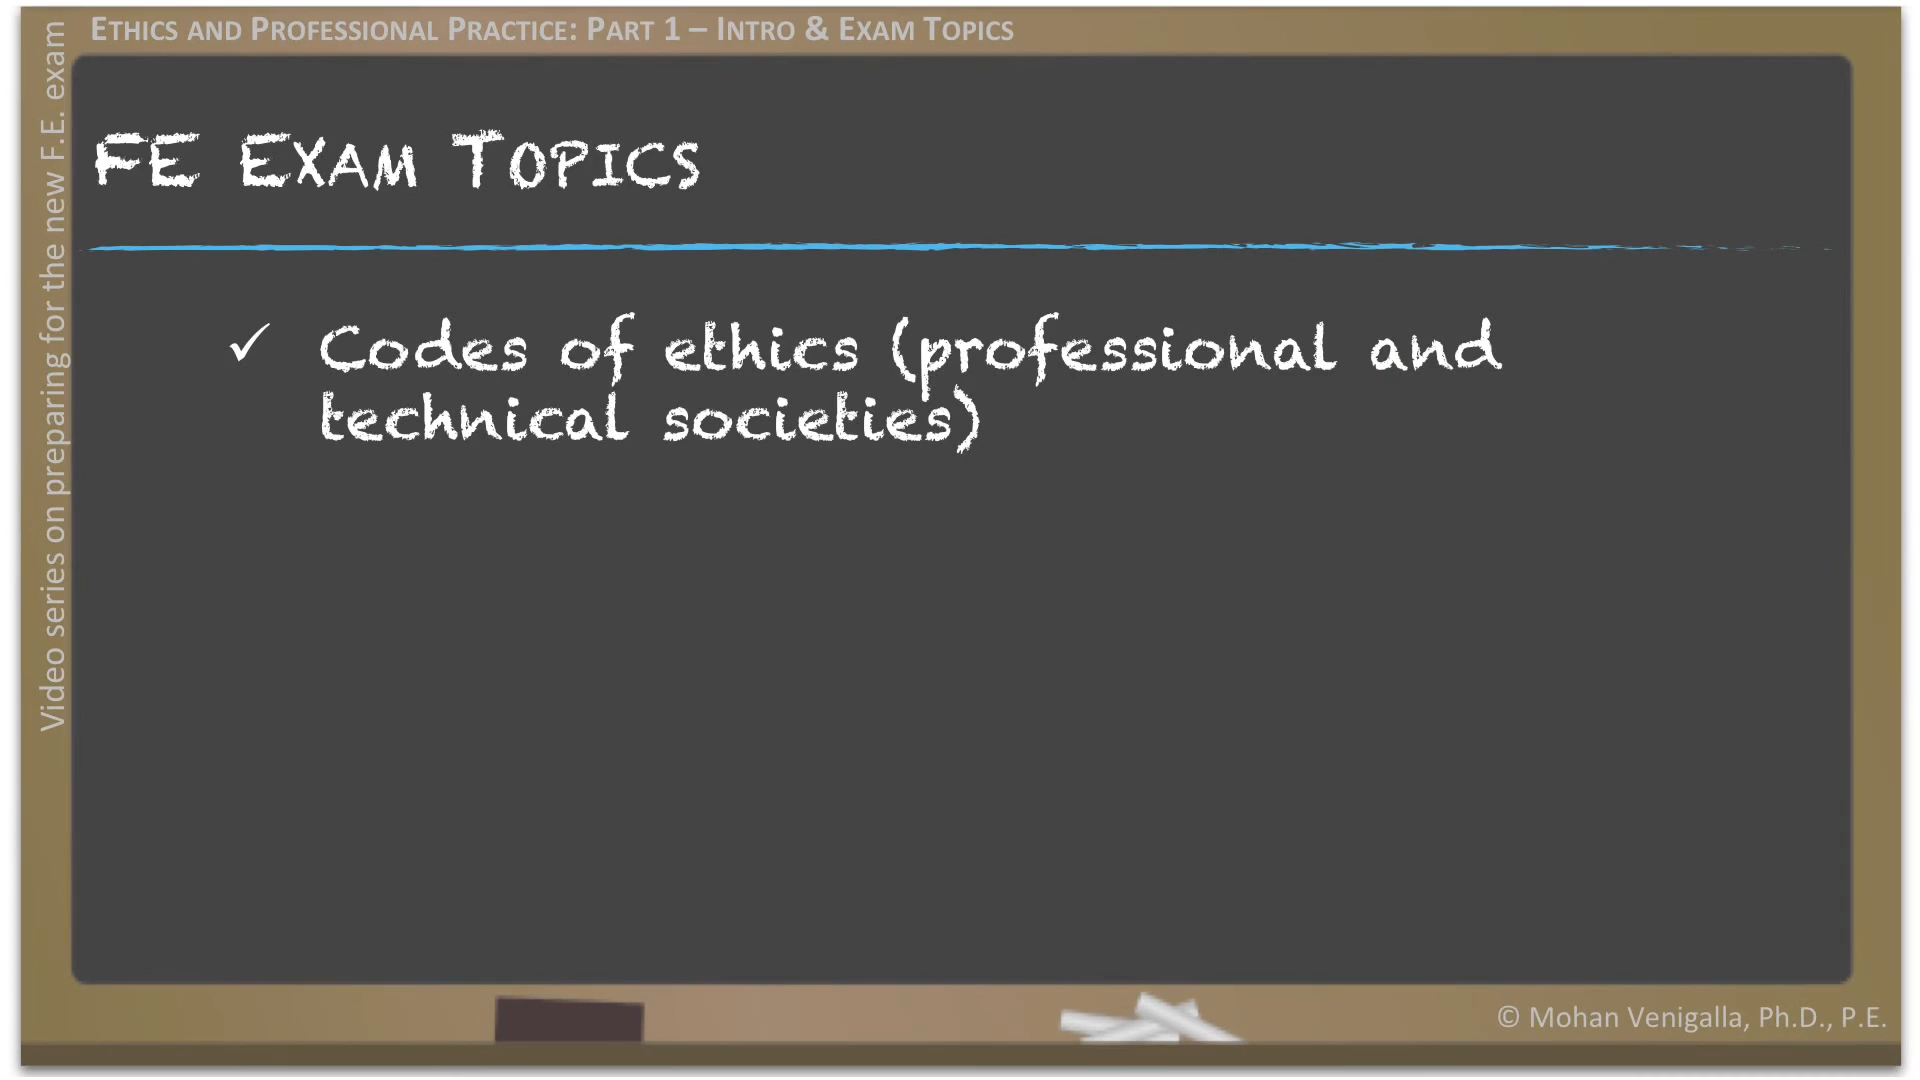 Ethics and Professional Practice: Part 1 – Intro & Exam Topics
Video series on preparing for the new F.E. exam
FE Exam Topics
✓ Codes of ethics (professional and
technical societies)
© Mohan Venigalla, Ph.D., P.E.